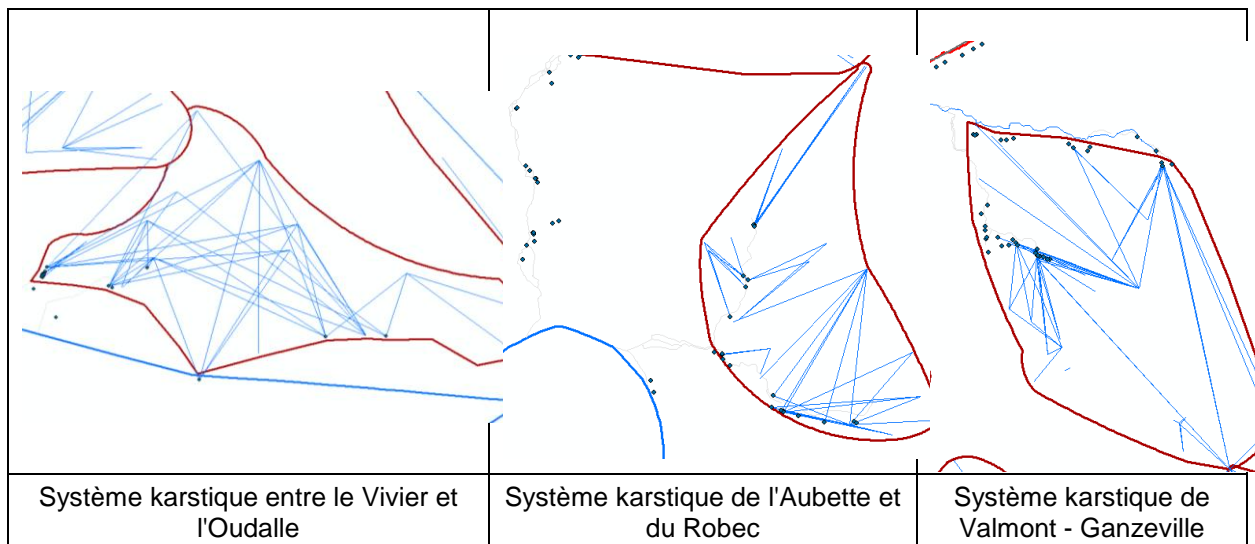 Système karstique entre le Vivier et
l'Oudalle
Système karstique de l'Aubette et
du Robec
Système karstique de
Valmont - Ganzeville